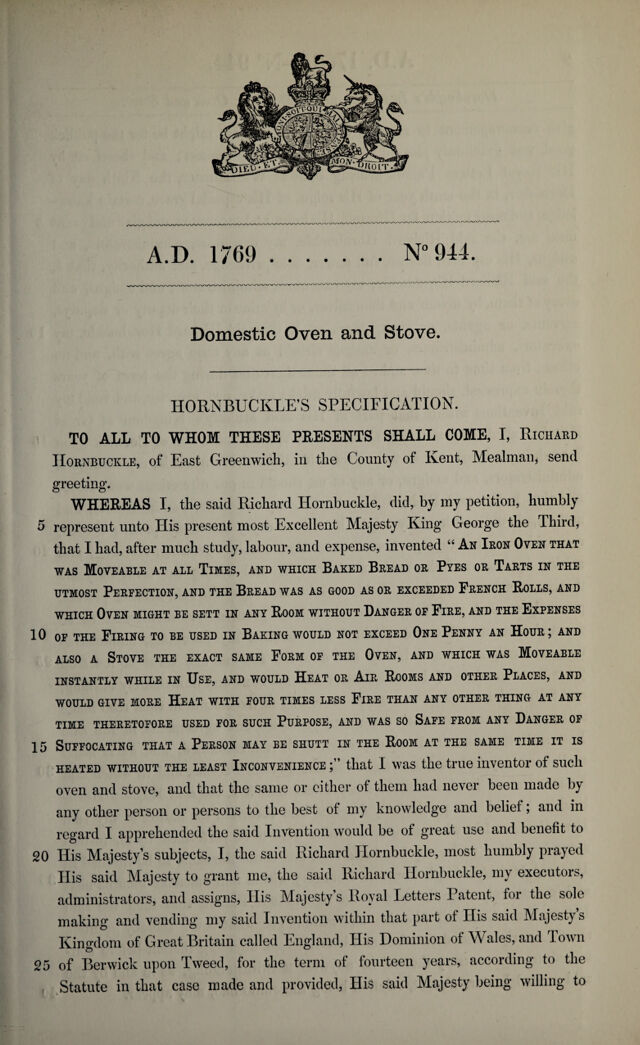 HONI SOIT QUI MAL Y
DIEU · ET · MON · DROIT ·
A.D. 1769 . . . . . . . N° 944.
Domestic Oven and Stove.
HORNBUCKLE'S SPECIFICATION.
TO ALL TO WHOM THESE PRESENTS SHALL COME, I, RICHARD
HORNBUCKLE, of East Greenwich, in the County of Kent, Mealman, send
greeting.
WHEREAS I, the said Richard Hornbuckle, did, by my petition, humbly
5 represent unto His present most Excellent Majesty King George the Third,
that I had, after much study, labour, and expense, invented “ AN IRON OVEN THAT
WAS MOVEABLE AT ALL TIMES, AND WHICH BAKED BREAD OR PYES OR TARTS IN THE
UTMOST PERFECTION, AND THE BREAD WAS AS GOOD AS OR EXCEEDED FRENCH ROLLS, AND
WHICH OVEN MIGHT BE SETT IN ANY ROOM WITHOUT DANGER OF FIRE, AND THE EXPENSES
10 OF THE FIRING TO BE USED IN BAKING WOULD NOT EXCEED ONE PENNY AN HOUR; AND
ALSO A STOVE THE EXACT SAME FORM OF THE OVEN, AND WHICH WAS MOVEABLE
INSTANTLY WHILE IN USE, AND WOULD HEAT OR AIR ROOMS AND OTHER PLACES, AND
WOULD GIVE MORE HEAT WITH FOUR TIMES LESS FIRE THAN ANY OTHER THING AT ANY
TIME THERETOFORE USED FOR SUCH PURPOSE, AND WAS SO SAFE FROM ANY DANGER OF
15 SUFFOCATING THAT A PERSON MAY BE SHUTT IN THE ROOM AT THE SAME TIME IT IS
HEATED WITHOUT THE LEAST INCONVENIENCE;” that I was the true inventor of such
oven and stove, and that the same or either of them had never been made by
any other person or persons to the best of my knowledge and belief; and in
regard I apprehended the said Invention would be of great use and benefit to
20 His Majesty's subjects, I, the said Richard Hornbuckle, most humbly prayed
His said Majesty to grant me, the said Richard Hornbuckle, my executors,
administrators, and assigns, His Majesty's Royal Letters Patent, for the sole
making and vending my said Invention within that part of His said Majesty's
Kingdom of Great Britain called England, His Dominion of Wales, and Town
25 of Berwick upon Tweed, for the term of fourteen years, according to the
Statute in that case made and provided, His said Majesty being willing to